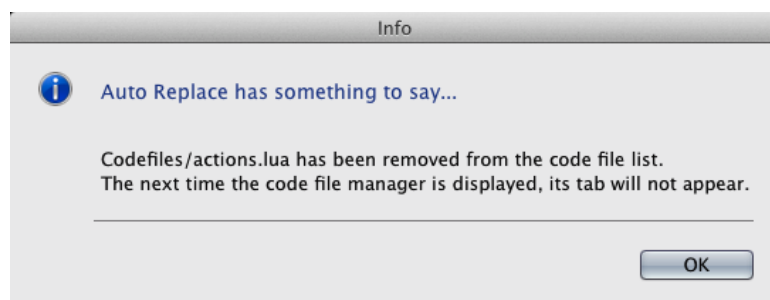 Info
Auto Replace has something to say...
Codefiles/actions.lua has been removed from the code file list.
The next time the code file manager is displayed, its tab will not appear.
OK